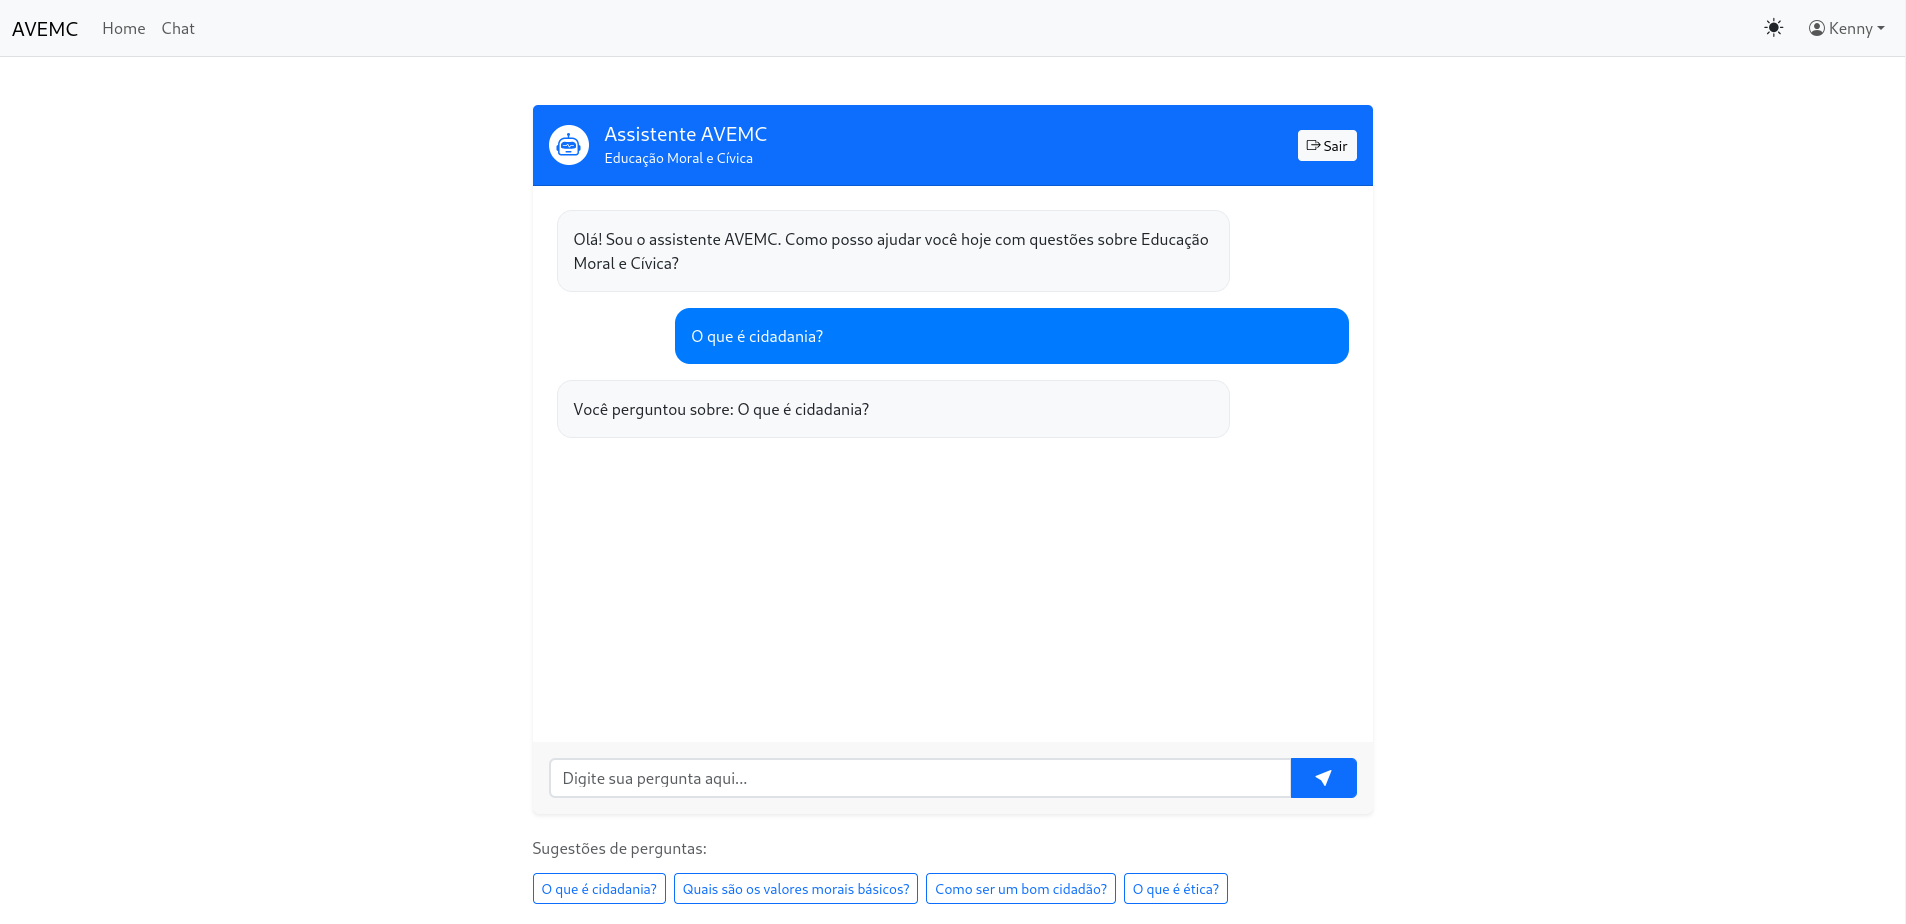 AVEMC Home Chat Kenny
Assistente AVEMC
Educação Moral e Cívica
Sair
Olá! Sou o assistente AVEMC. Como posso ajudar você hoje com questões sobre Educação
Moral e Cívica?
O que é cidadania?
Você perguntou sobre: O que é cidadania?
Digite sua pergunta aqui...
Sugestões de perguntas:
O que é cidadania? Quais são os valores morais básicos? Como ser um bom cidadão? O que é ética?